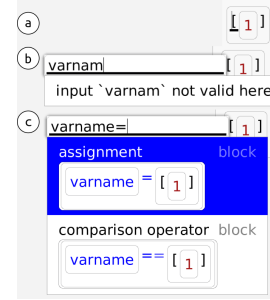 a [1]
b varnam [1]
input `varnam` not valid here
c varname= [1]
assignment block
varname = [1]
comparison operator block
varname == [1]